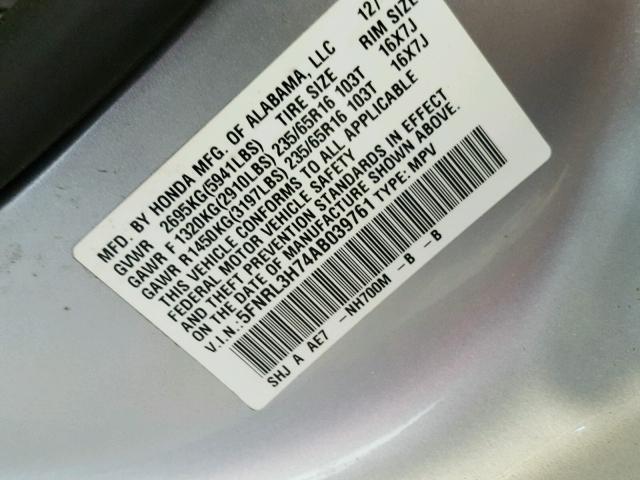 MFD. BY HONDA MFG. OF ALABAMA, LLC 12/
GVWR 2695KG(5941LBS) TIRE SIZE RIM SIZE
GAWR F 1320KG(2910LBS) 235/65R16 103T 16X7J
GAWR R 1450KG(3197LBS) 235/65R16 103T 16X7J
THIS VEHICLE CONFORMS TO ALL APPLICABLE
FEDERAL MOTOR VEHICLE SAFETY
AND THEFT PREVENTION STANDARDS IN EFFECT
ON THE DATE OF MANUFACTURE SHOWN ABOVE.
V.I.N.:5FNRL3H74AB039761 TYPE: MPV
SHJ A AE7 -NH700M -B -B